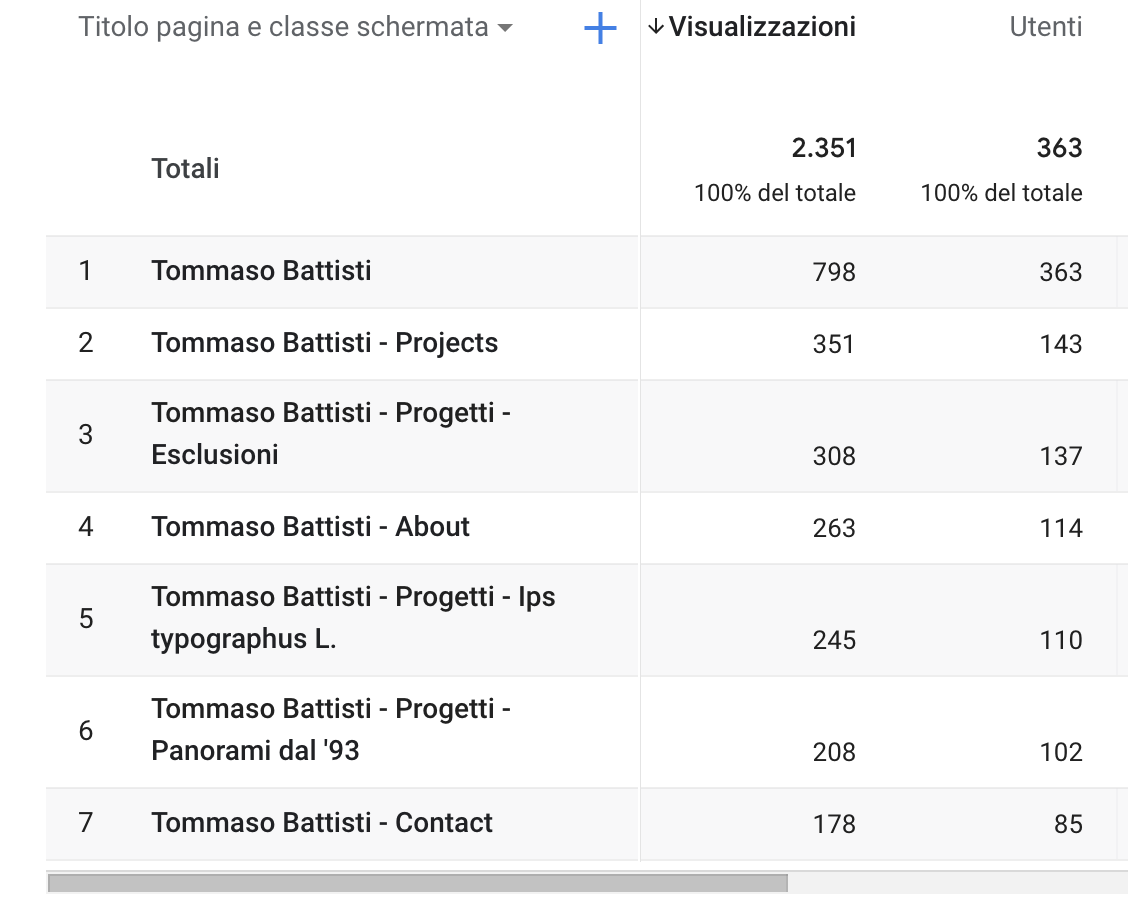 Titolo pagina e classe schermata + ↓Visualizzazioni Utenti
Totali 2.351 363
100% del totale 100% del totale
1 Tommaso Battisti 798 363
2 Tommaso Battisti - Projects 351 143
3 Tommaso Battisti - Progetti -
Esclusioni 308 137
4 Tommaso Battisti - About 263 114
5 Tommaso Battisti - Progetti - Ips
typographus L. 245 110
6 Tommaso Battisti - Progetti -
Panorami dal '93 208 102
7 Tommaso Battisti - Contact 178 85